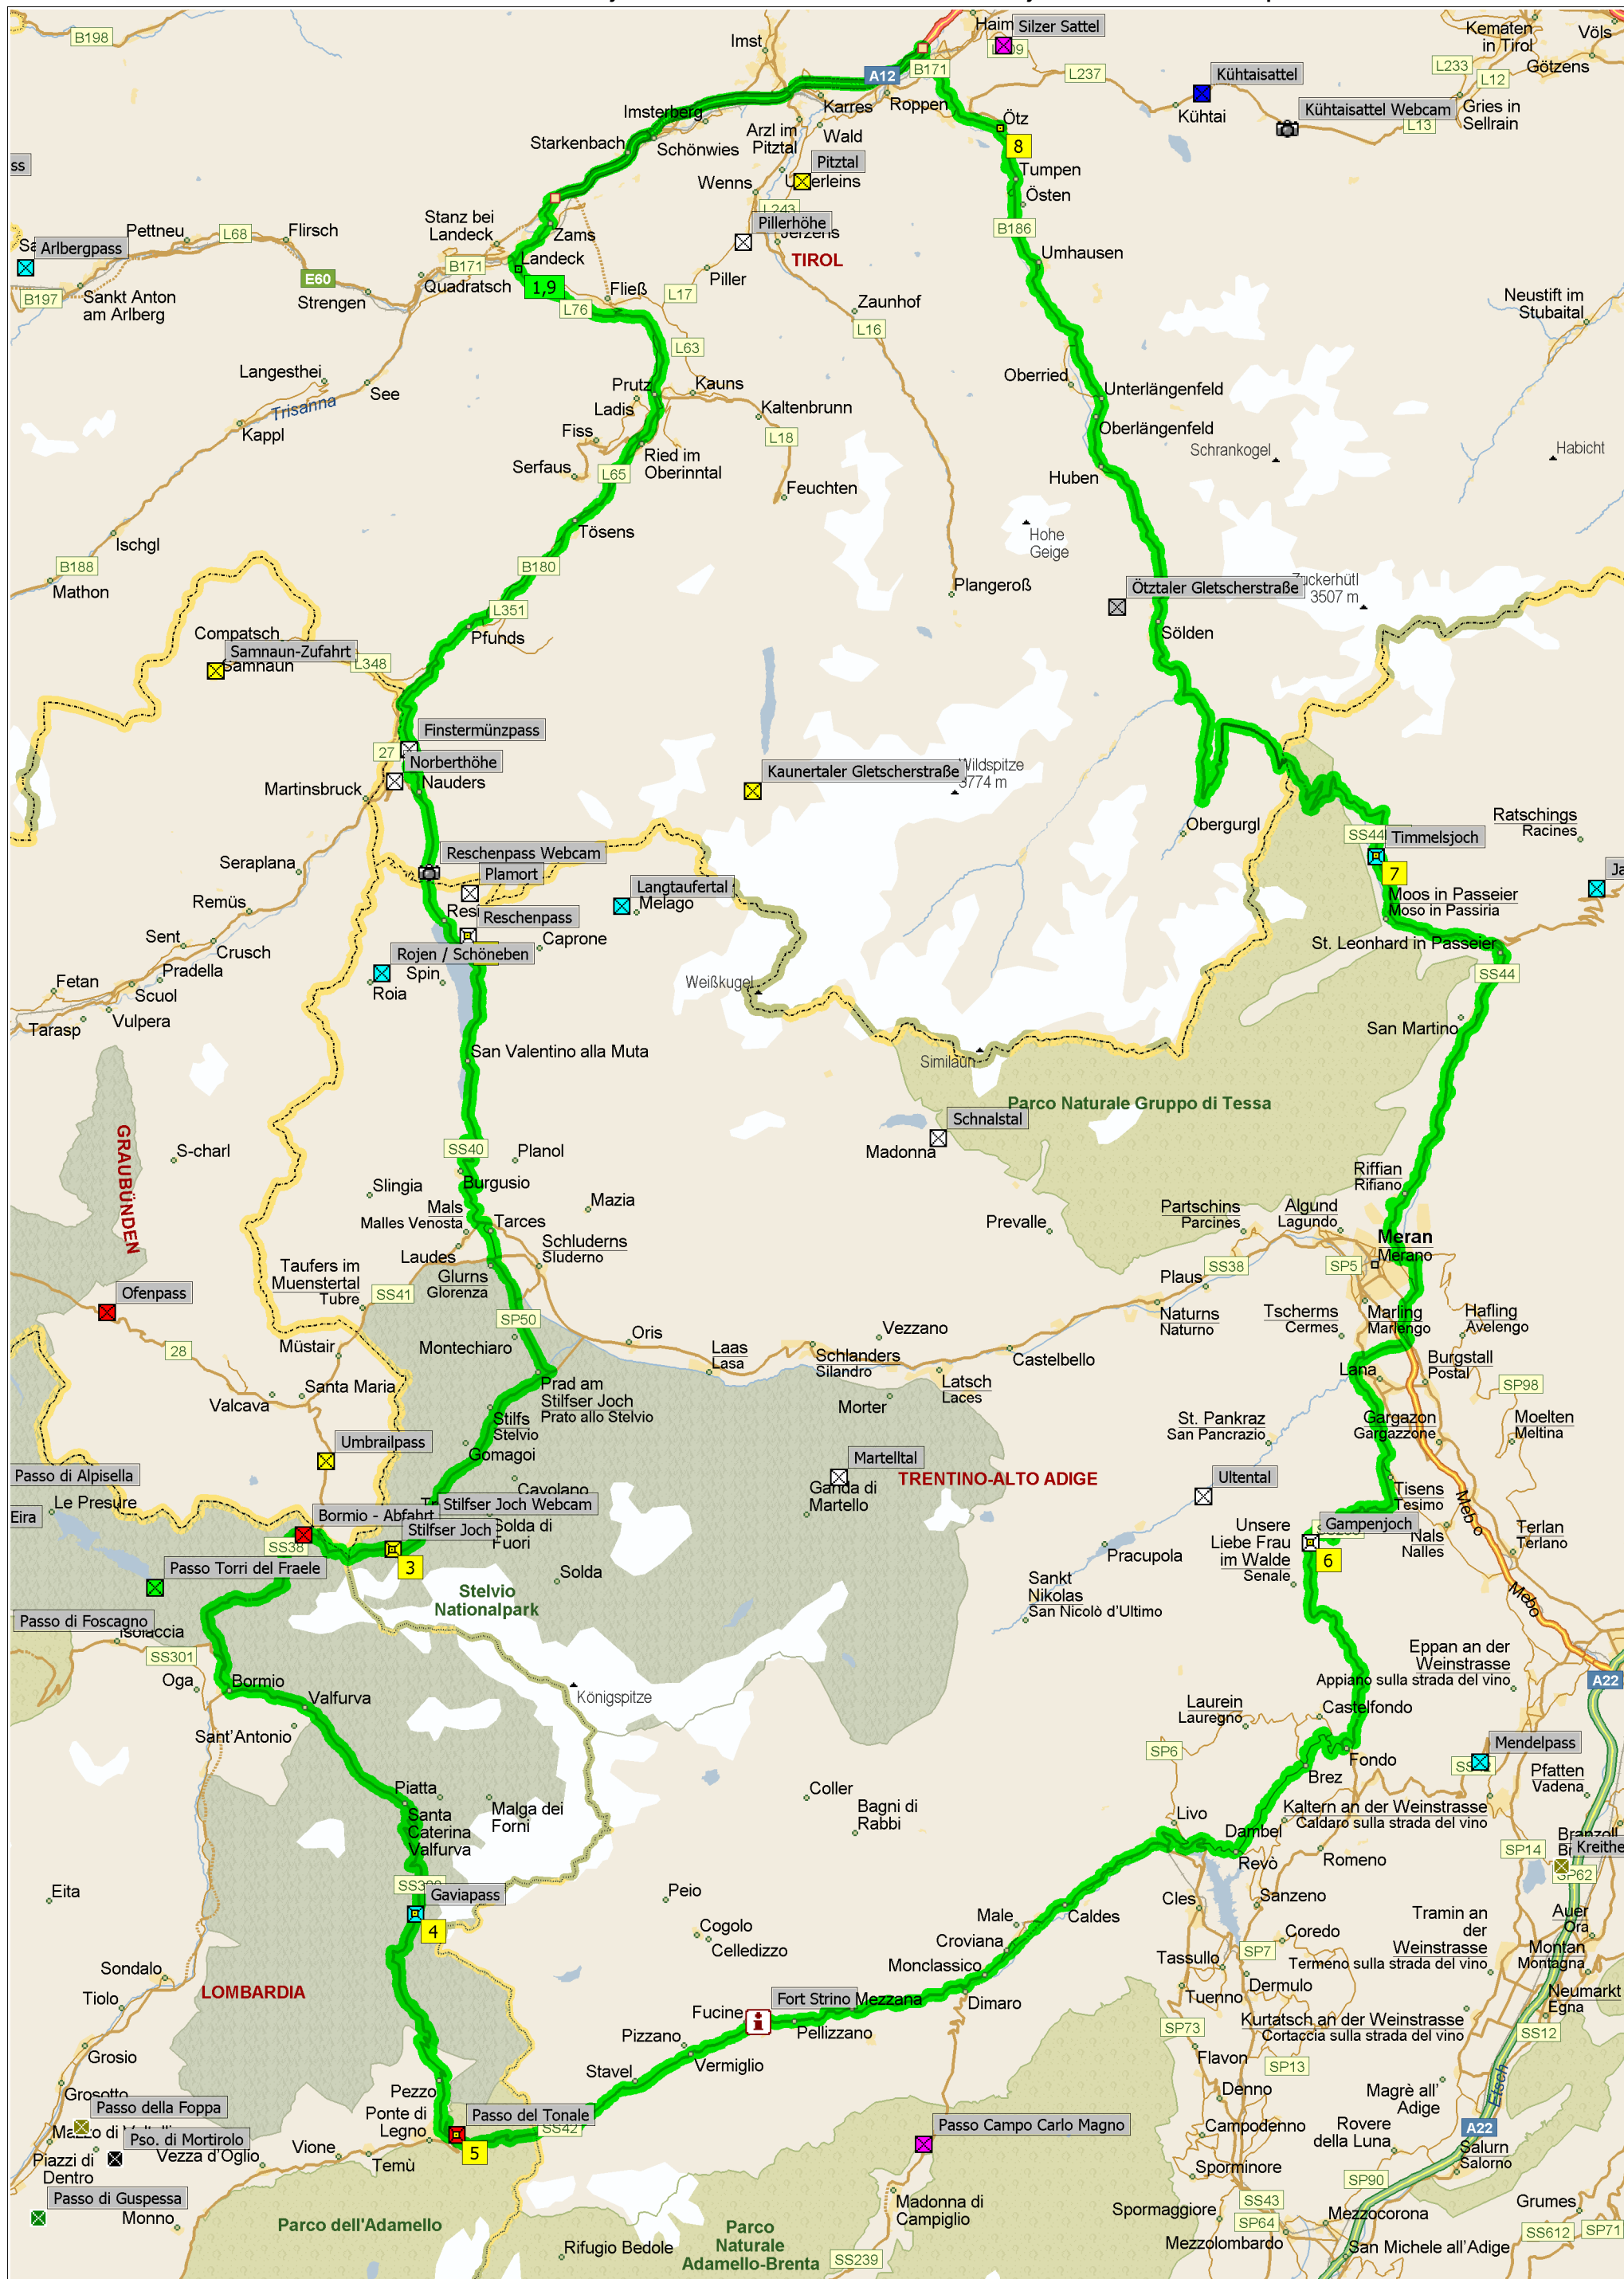 B198
Imst
Haim
Silzer Sattel
Kematen
in Tirol
Völs
Götzens
A12
B171
L237
Kühtaisattel
L233
L12
Kühtai
Kühtaisattel Webcam
Gries in
Sellrain
L13
Imsterberg
Karres
Roppen
Ötz
8
Starkenbach
Schönwies
Arzl im
Pitztal
Wald
Pitztal
Tumpen
Wenns
Östen
ss
L243
Stanz bei
Landeck
Zams
Pillerhöhe
Jerzens
B186
Pettneu
L68
Flirsch
Arlbergpass
TIROL
Umhausen
E60
B171
Landeck
Piller
B197
Sankt Anton
am Arlberg
Strengen
Quadratsch
1,9
Fließ
L17
Zaunhof
Neustift im
Stubaital
L76
L16
L63
Langesthei
See
Prutz
Kauns
Oberried
Unterlängenfeld
Trisanna
Ladis
Kaltenbrunn
Kappl
Fiss
L18
Oberlängenfeld
Schrankogel
Habicht
Serfaus
L65
Ried im
Oberinntal
Feuchten
Huben
Ischgl
Tösens
Hohe
Geige
B188
Mathon
B180
Plangeroß
Ötztaler Gletscherstraße
Zuckerhütl
3507 m
L351
Pfunds
Sölden
Compatsch
Samnaun-Zufahrt
Samnaun
L348
Finstermünzpass
27
Norberthöhe
Nauders
Martinsbruck
Kaunertaler Gletscherstraße
Wildspitze
3774 m
Obergurgl
Ratschings
Racines
Timmelsjoch
7
Seraplana
Reschenpass Webcam
Plamort
Langtaufertal
Melago
Moos in Passeier
Moso in Passiria
Remüs
Reschenpass
Caprone
St. Leonhard in Passeier
Sent
Crusch
Rojen / Schöneben
Spin
Roia
SS44
Fetan
Pradella
Scuol
Weißkugel
Tarasp
Vulpera
San Martino
San Valentino alla Muta
Similaun
Parco Naturale Gruppo di Tessa
Schnalstal
Madonna
GRAUBÜNDEN
S-charl
SS40
Planol
Burgusio
Slingia
Mazia
Riffian
Rifiano
Mals
Malles Venosta
Tarces
Prevalle
Partschins
Parcines
Algund
Lagundo
Meran
Merano
Laudes
Schluderns
Sluderno
Taufers im
Muenstertal
Tubre
Glurns
Glorenza
SS38
SP5
Plaus
SS41
Ofenpass
SP50
Naturns
Naturno
Tscherms
Cermes
Marling
Marlengo
Hafling
Avelengo
28
Müstair
Montechiaro
Oris
Vezzano
Laas
Lasa
Schlanders
Silandro
Castelbello
Lana
Burgstall
Postal
Santa Maria
Valcava
Prad am
Stilfser Joch
Prato allo Stelvio
Latsch
Laces
SP98
Morter
Stilfs
Stelvio
St. Pankraz
San Pancrazio
Gargazon
Gargazzone
Moelten
Meltina
Umbrailpass
Gomagoi
Martelltal
Ganda di
Martello
TRENTINO-ALTO ADIGE
Ultental
Passo di Alpisella
Cavolano
Tisens
Tesimo
Mebo
Le Presure
Eira
Bormio - Abfahrt
Stilfser Joch Webcam
Stilfser Joch
Solda di
Fuori
SS38
3
Gampenjoch
6
Unsere
Liebe Frau
im Walde
Senale
Nals
Nalles
Terlan
Terlano
Passo Torri del Fraele
Solda
Pracupola
Stelvio
Nationalpark
Sankt
Nikolas
San Nicolò d'Ultimo
Mebo
Passo di Foscagno
Isolaccia
SS301
Oga
Bormio
Valfurva
Königspitze
Eppan an der
Weinstrasse
Appiano sulla strada del vino
A22
Laurein
Lauregno
Castelfondo
Sant'Antonio
SP6
Fondo
Mendelpass
Brez
Pfatten
Vadena
Piatta
Coller
Malga dei
Forni
Bagni di
Rabbi
Santa
Caterina
Valfurva
Livo
Kaltern an der Weinstrasse
Caldaro sulla strada del vino
Dambel
Revò
Romeno
SP14
Kreithe
SP62
Gaviapass
4
Eita
Peio
Cles
Sanzeno
Caldes
Male
Tramin an
der
Weinstrasse
Termeno sulla strada del vino
Auer
Ora
Cogolo
Celledizzo
Croviana
Coredo
Tassullo
SP7
Montan
Montagna
Sondalo
Monclassico
Dermulo
LOMBARDIA
Tiolo
Fort Strino
Mezzana
Dimaro
Tuenno
Neumarkt
Egna
Fucine
Pellizzano
Kurtatsch an der Weinstrasse
Cortaccia sulla strada del vino
SP73
SS12
Pizzano
Grosio
Vermiglio
Flavon
SP13
Stavel
Etsch
Grosotto
Pezzo
Denno
Magrè all'
Adige
Passo della Foppa
Ponte di
Legno
Passo del Tonale
SS42
5
Passo Campo Carlo Magno
Campodenno
Rovere
della Luna
A22
Pso. di Mortirolo
Vezza d'Oglio
Vione
Temù
Salurn
Salorno
Piazzi di
Dentro
Sporminore
SP90
Passo di Guspessa
Monno
Madonna di
Campiglio
Spormaggiore
SS43
SP64
Mezzocorona
Grumes
Parco dell'Adamello
Parco
Naturale
Adamello-Brenta
Mezzolombardo
SS612
SP71
Rifugio Bedole
SS239
San Michele all'Adige